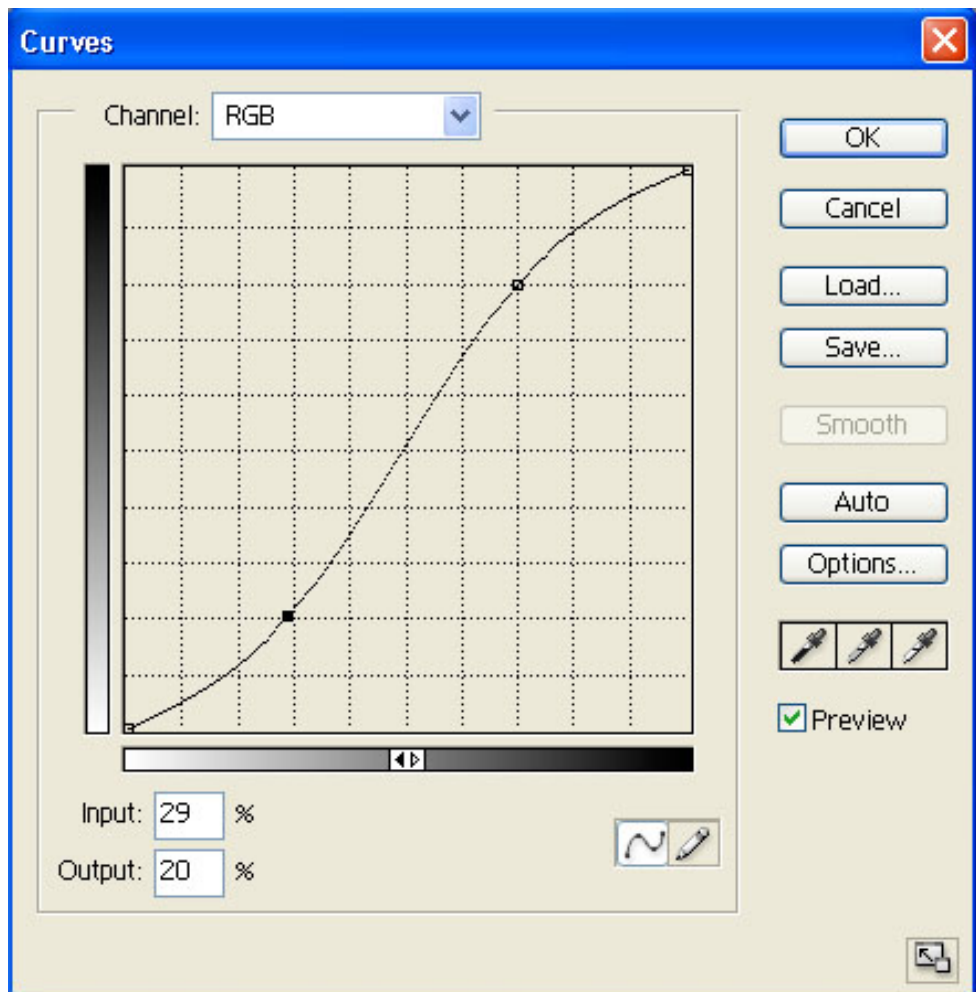 Curves
Channel: RGB
OK
Cancel
Load...
Save...
Smooth
Auto
Options...
Preview
Input: 29 %
Output: 20 %